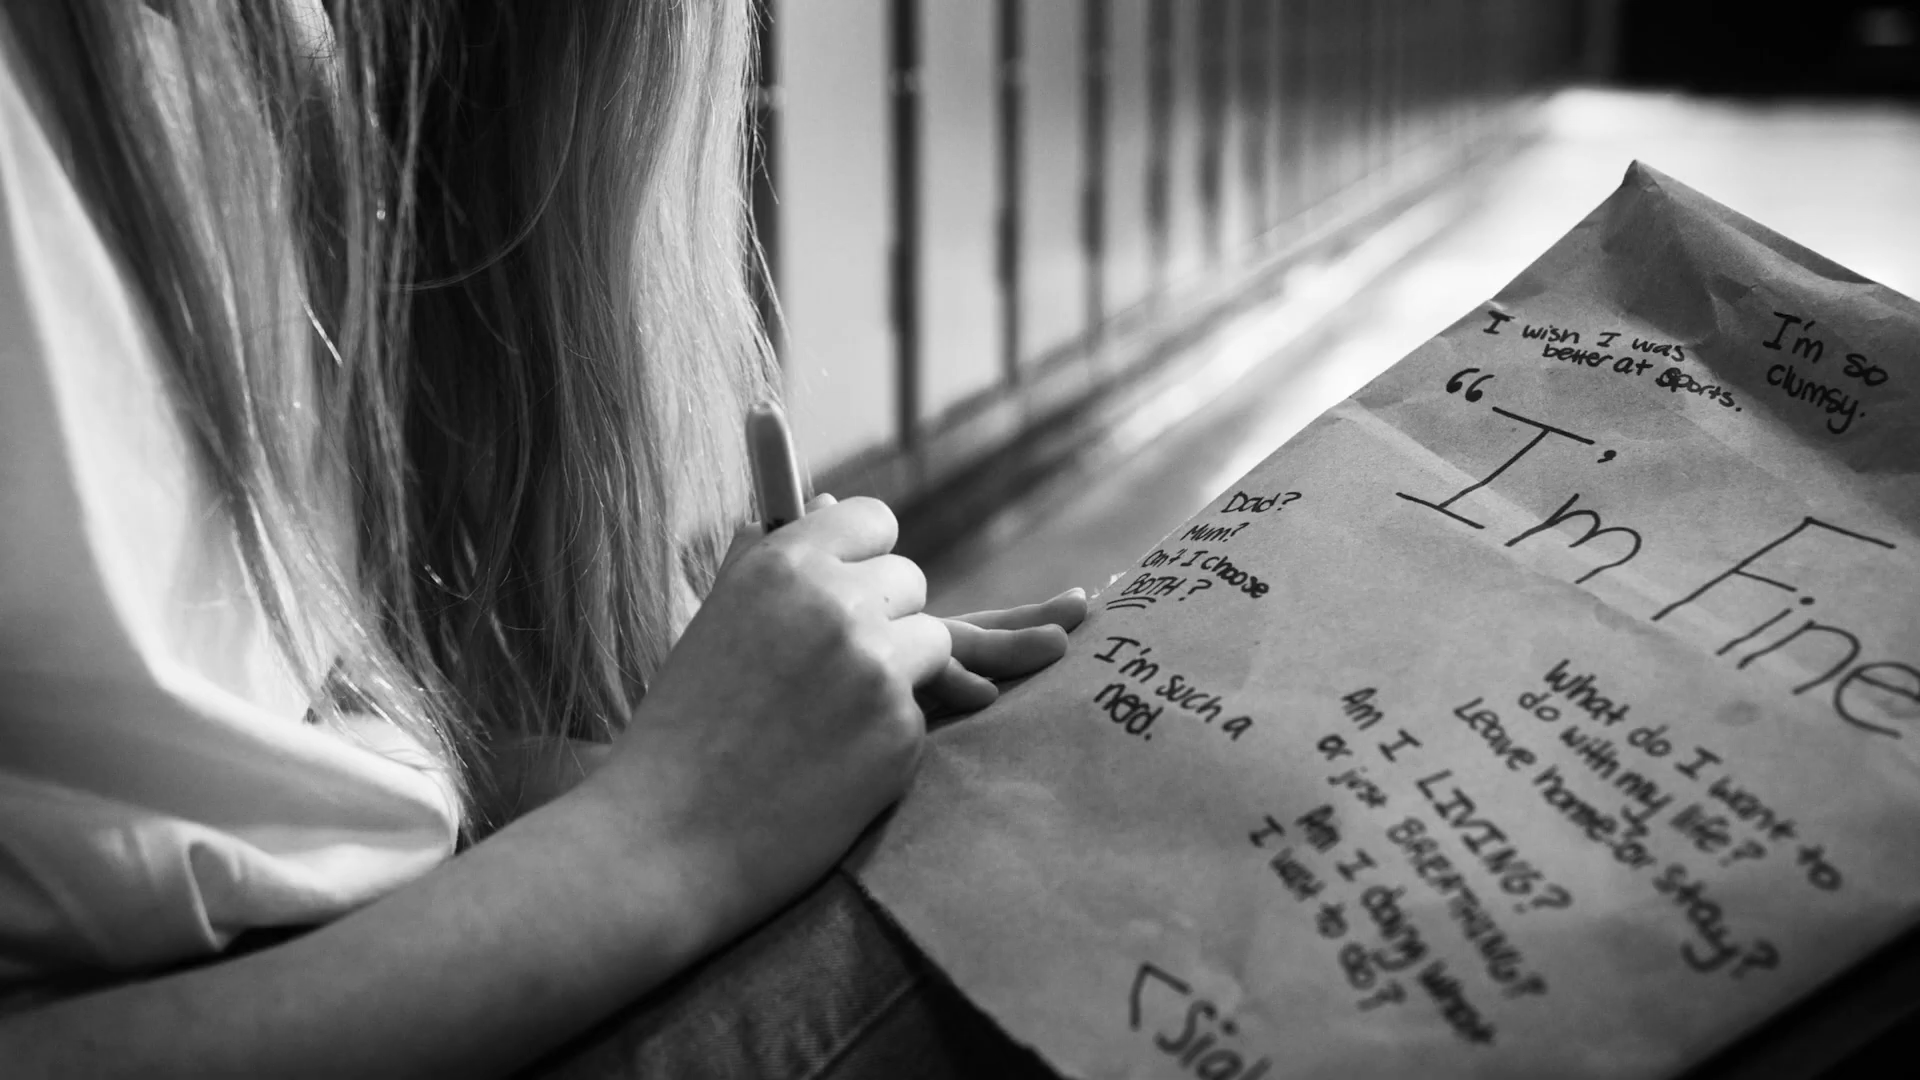 I wish I was
better at sports.
I'm so
clumsy.
“I'm Fine
Dad?
Mum?
Can't I choose
BOTH?
I'm such a
nerd.
What do I want to
do with my life?
Leave home or stay?
Am I LIVING?
or just BREATHING?
Am I doing what
I want to do?